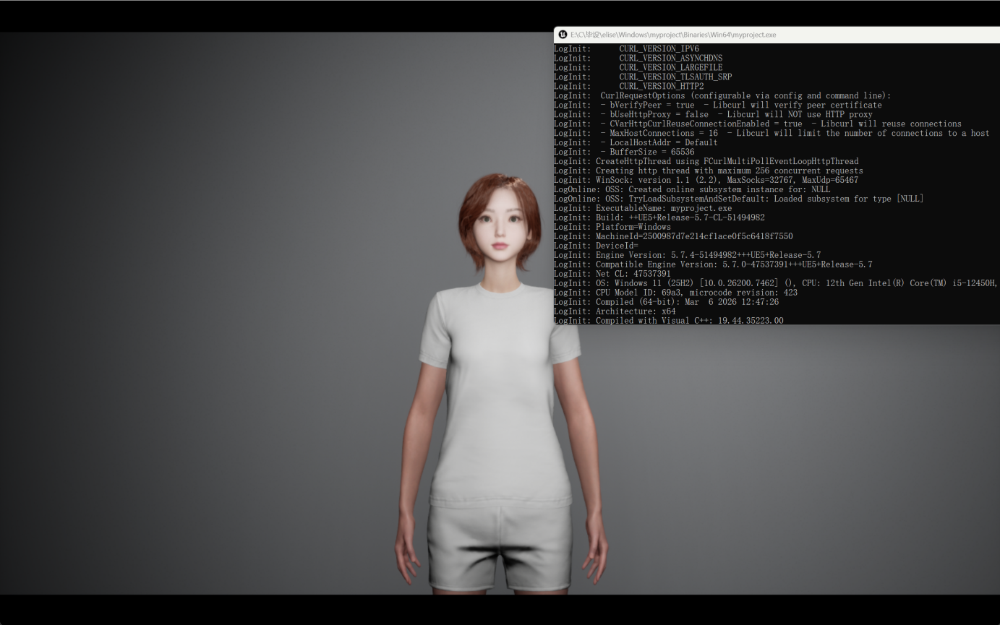 E:\C\毕设\elise\Windows\myproject\Binaries\Win64\myproject.exe
LogInit:      CURL_VERSION_IPV6
LogInit:      CURL_VERSION_ASYNCHDNS
LogInit:      CURL_VERSION_LARGEFILE
LogInit:      CURL_VERSION_TLSAUTH_SRP
LogInit:      CURL_VERSION_HTTP2
LogInit:  CurlRequestOptions (configurable via config and command line):
LogInit:  - bVerifyPeer = true  - Libcurl will verify peer certificate
LogInit:  - bUseHttpProxy = false  - Libcurl will NOT use HTTP proxy
LogInit:  - CVarHttpCurlReuseConnectionEnabled = true  - Libcurl will reuse connections
LogInit:  - MaxHostConnections = 16  - Libcurl will limit the number of connections to a host
LogInit:  - LocalHostAddr = Default
LogInit:  - BufferSize = 65536
LogInit: CreateHttpThread using FCurlMultiPollEventLoopHttpThread
LogInit: Creating http thread with maximum 256 concurrent requests
LogInit: WinSock: version 1.1 (2.2), MaxSocks=32767, MaxUdp=65467
LogOnline: OSS: Created online subsystem instance for: NULL
LogOnline: OSS: TryLoadSubsystemAndSetDefault: Loaded subsystem for type [NULL]
LogInit: ExecutableName: myproject.exe
LogInit: Build: ++UE5+Release-5.7-CL-51494982
LogInit: Platform=Windows
LogInit: MachineId=2500987d7e214cf1ace0f5c6418f7550
LogInit: DeviceId=
LogInit: Engine Version: 5.7.4-51494982+++UE5+Release-5.7
LogInit: Compatible Engine Version: 5.7.0-47537391+++UE5+Release-5.7
LogInit: Net CL: 47537391
LogInit: OS: Windows 11 (25H2) [10.0.26200.7462] (), CPU: 12th Gen Intel(R) Core(TM) i5-12450H,
LogInit: CPU Model ID: 69a3, microcode revision: 423
LogInit: Compiled (64-bit): Mar  6 2026 12:47:26
LogInit: Architecture: x64
LogInit: Compiled with Visual C++: 19.44.35223.00